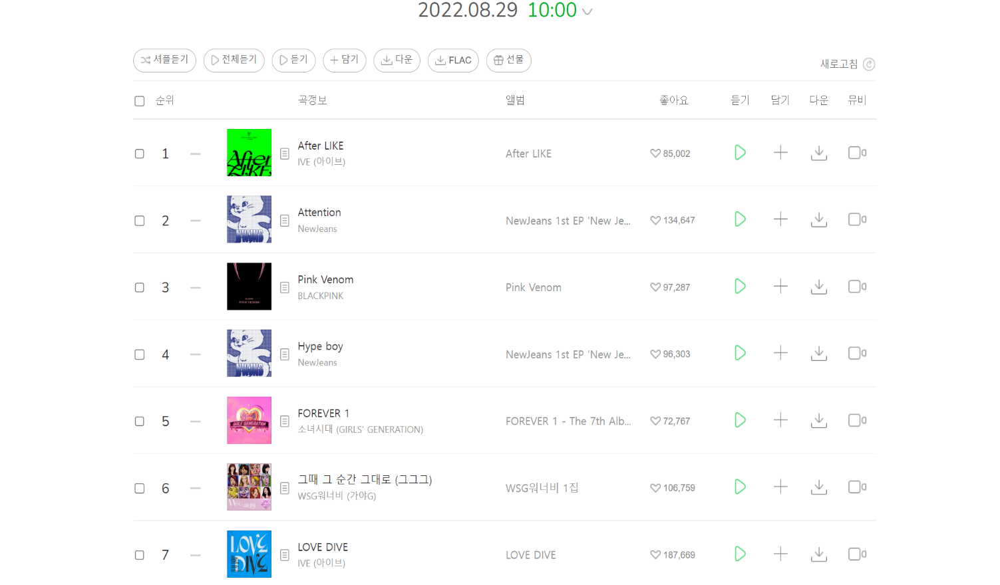 2022.08.29 10:00
셔플듣기 전체듣기 듣기 담기 다운 FLAC 선물
새로고침
순위 곡정보 앨범 좋아요 듣기 담기 다운 뮤비
After LIKE
1 After LIKE 85,002
IVE (아이브)
Attention
2 NewJeans 1st EP 'New Je... 134,647
NewJeans
Pink Venom
3 PINK VENOM Pink Venom 97,287
BLACKPINK
Hype boy
4 NewJeans 1st EP 'New Je... 96,303
NewJeans
FOREVER 1
5 GIRLS' GENERATION FOREVER 1 - The 7th Alb... 72,767
소녀시대 (GIRLS' GENERATION)
그때 그 순간 그대로 (그그그)
6 WSG워너비 1집 106,759
WSG워너비 (가야G)
LOVE DIVE
7 LOVE DIVE LOVE DIVE 187,669
IVE (아이브)